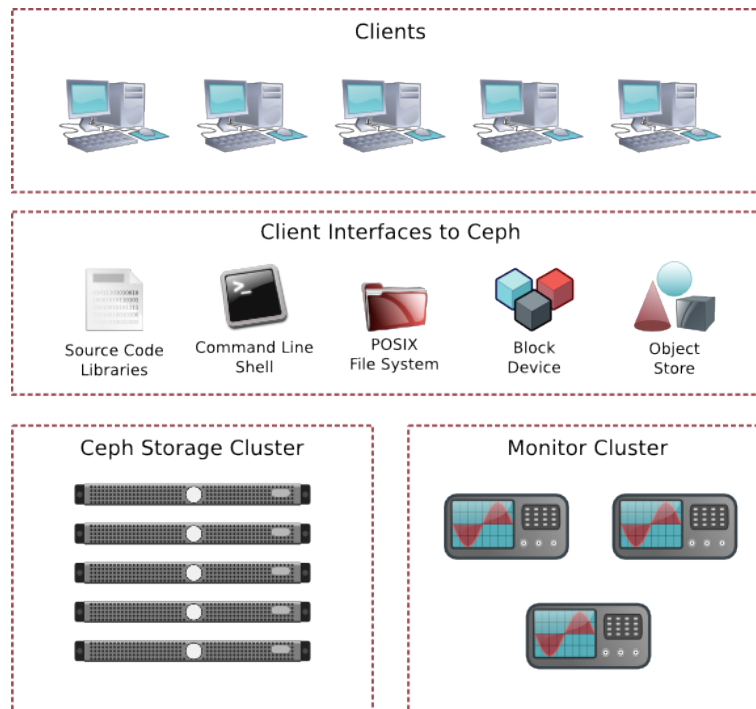 Clients
Client Interfaces to Ceph
Source Code
Libraries
Command Line
Shell
POSIX
File System
Block
Device
Object
Store
Ceph Storage Cluster
Monitor Cluster